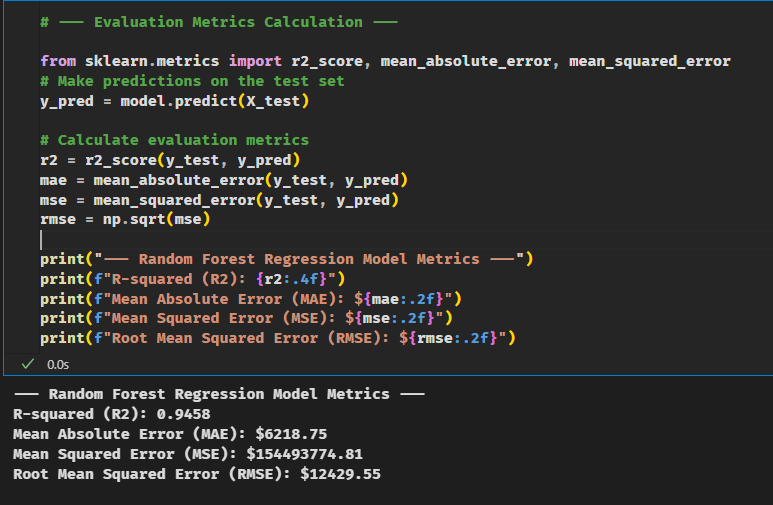 # --- Evaluation Metrics Calculation ---
from sklearn.metrics import r2_score, mean_absolute_error, mean_squared_error
# Make predictions on the test set
y_pred = model.predict(X_test)
# Calculate evaluation metrics
r2 = r2_score(y_test, y_pred)
mae = mean_absolute_error(y_test, y_pred)
mse = mean_squared_error(y_test, y_pred)
rmse = np.sqrt(mse)
print("--- Random Forest Regression Model Metrics ---")
print(f"R-squared (R2): {r2:.4f}")
print(f"Mean Absolute Error (MAE): ${mae:.2f}")
print(f"Mean Squared Error (MSE): ${mse:.2f}")
print(f"Root Mean Squared Error (RMSE): ${rmse:.2f}")
0.0s
--- Random Forest Regression Model Metrics ---
R-squared (R2): 0.9458
Mean Absolute Error (MAE): $6218.75
Mean Squared Error (MSE): $154493774.81
Root Mean Squared Error (RMSE): $12429.55